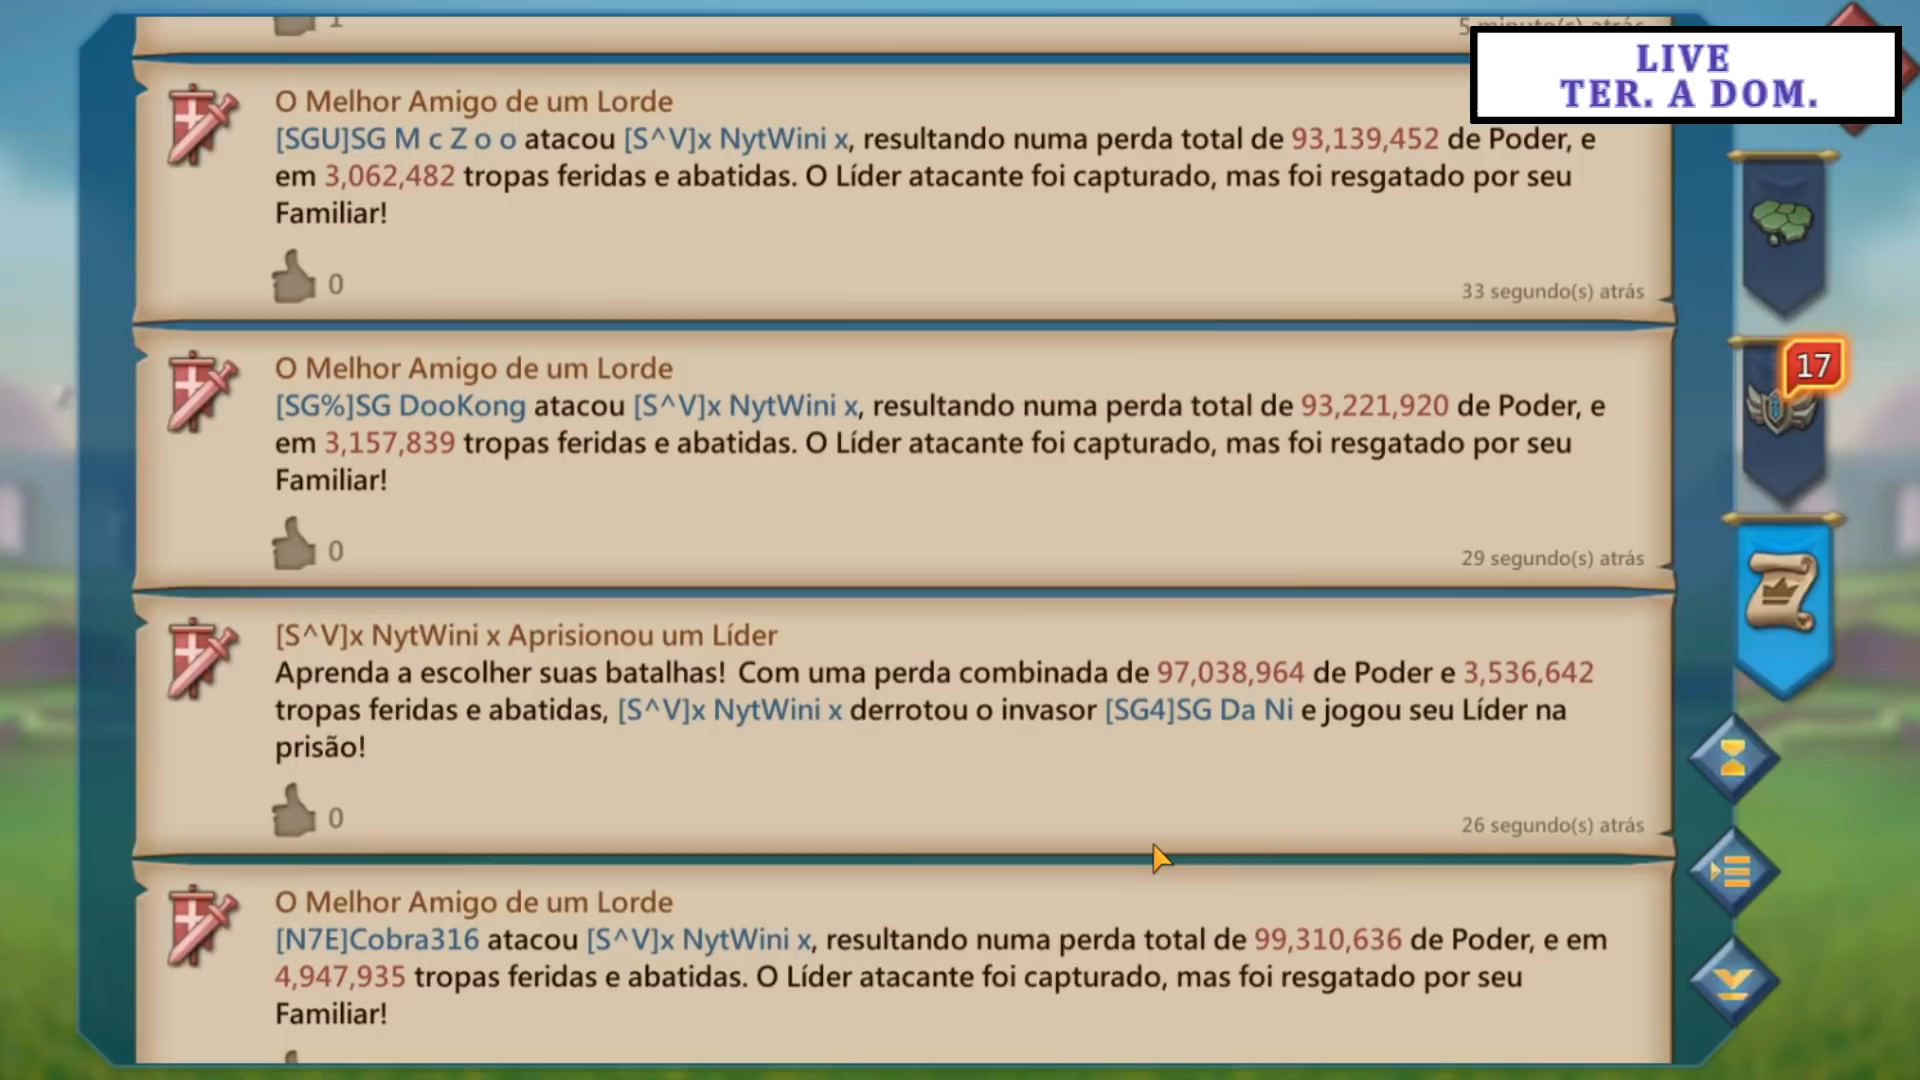 1
5 minuto(s) atrás
LIVE
TER. A DOM.
O Melhor Amigo de um Lorde
[SGU]SG M c Z o o atacou [S^V]x NytWini x, resultando numa perda total de 93,139,452 de Poder, e
em 3,062,482 tropas feridas e abatidas. O Líder atacante foi capturado, mas foi resgatado por seu
Familiar!
0
33 segundo(s) atrás
O Melhor Amigo de um Lorde
[SG%]SG DooKong atacou [S^V]x NytWini x, resultando numa perda total de 93,221,920 de Poder, e
em 3,157,839 tropas feridas e abatidas. O Líder atacante foi capturado, mas foi resgatado por seu
Familiar!
0
29 segundo(s) atrás
17
[S^V]x NytWini x Aprisionou um Líder
Aprenda a escolher suas batalhas! Com uma perda combinada de 97,038,964 de Poder e 3,536,642
tropas feridas e abatidas, [S^V]x NytWini x derrotou o invasor [SG4]SG Da Ni e jogou seu Líder na
prisão!
0
26 segundo(s) atrás
O Melhor Amigo de um Lorde
[N7E]Cobra316 atacou [S^V]x NytWini x, resultando numa perda total de 99,310,636 de Poder, e em
4,947,935 tropas feridas e abatidas. O Líder atacante foi capturado, mas foi resgatado por seu
Familiar!